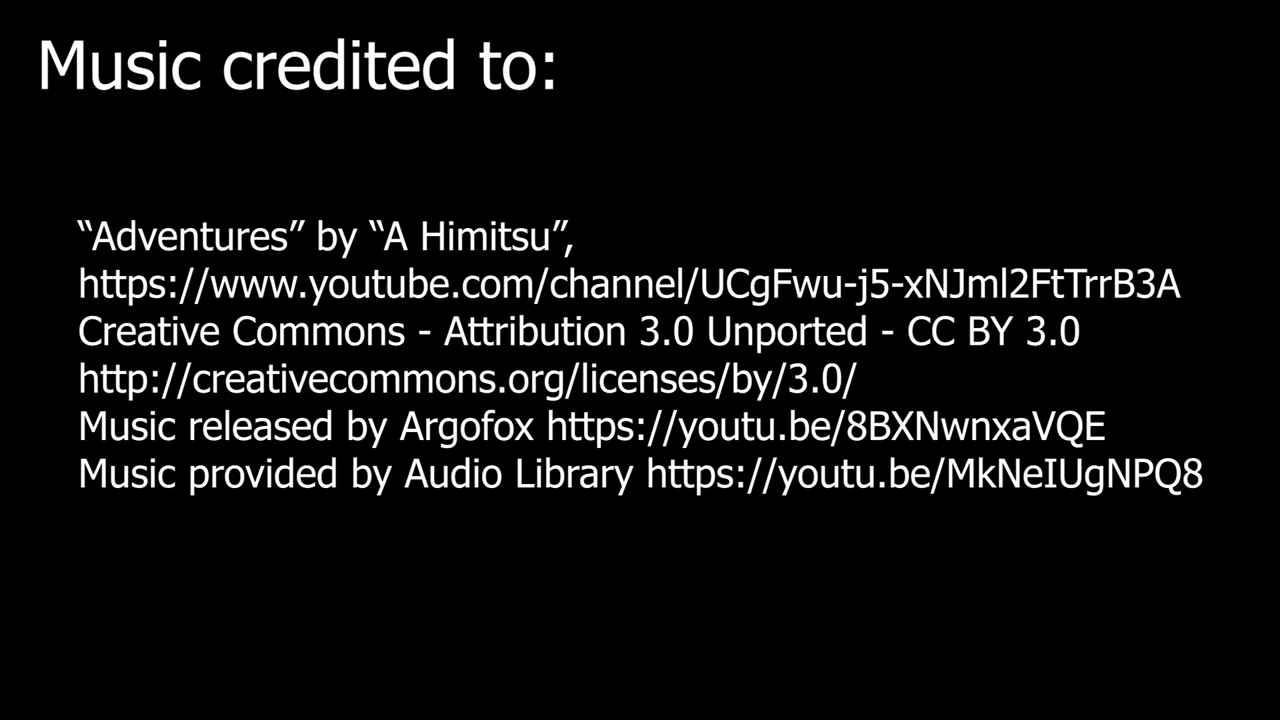 Music credited to:
“Adventures” by “A Himitsu”,
https://www.youtube.com/channel/UCgFwu-j5-xNJml2FtTrrB3A
Creative Commons - Attribution 3.0 Unported - CC BY 3.0
http://creativecommons.org/licenses/by/3.0/
Music released by Argofox https://youtu.be/8BXNwnxaVQE
Music provided by Audio Library https://youtu.be/MkNeIUgNPQ8